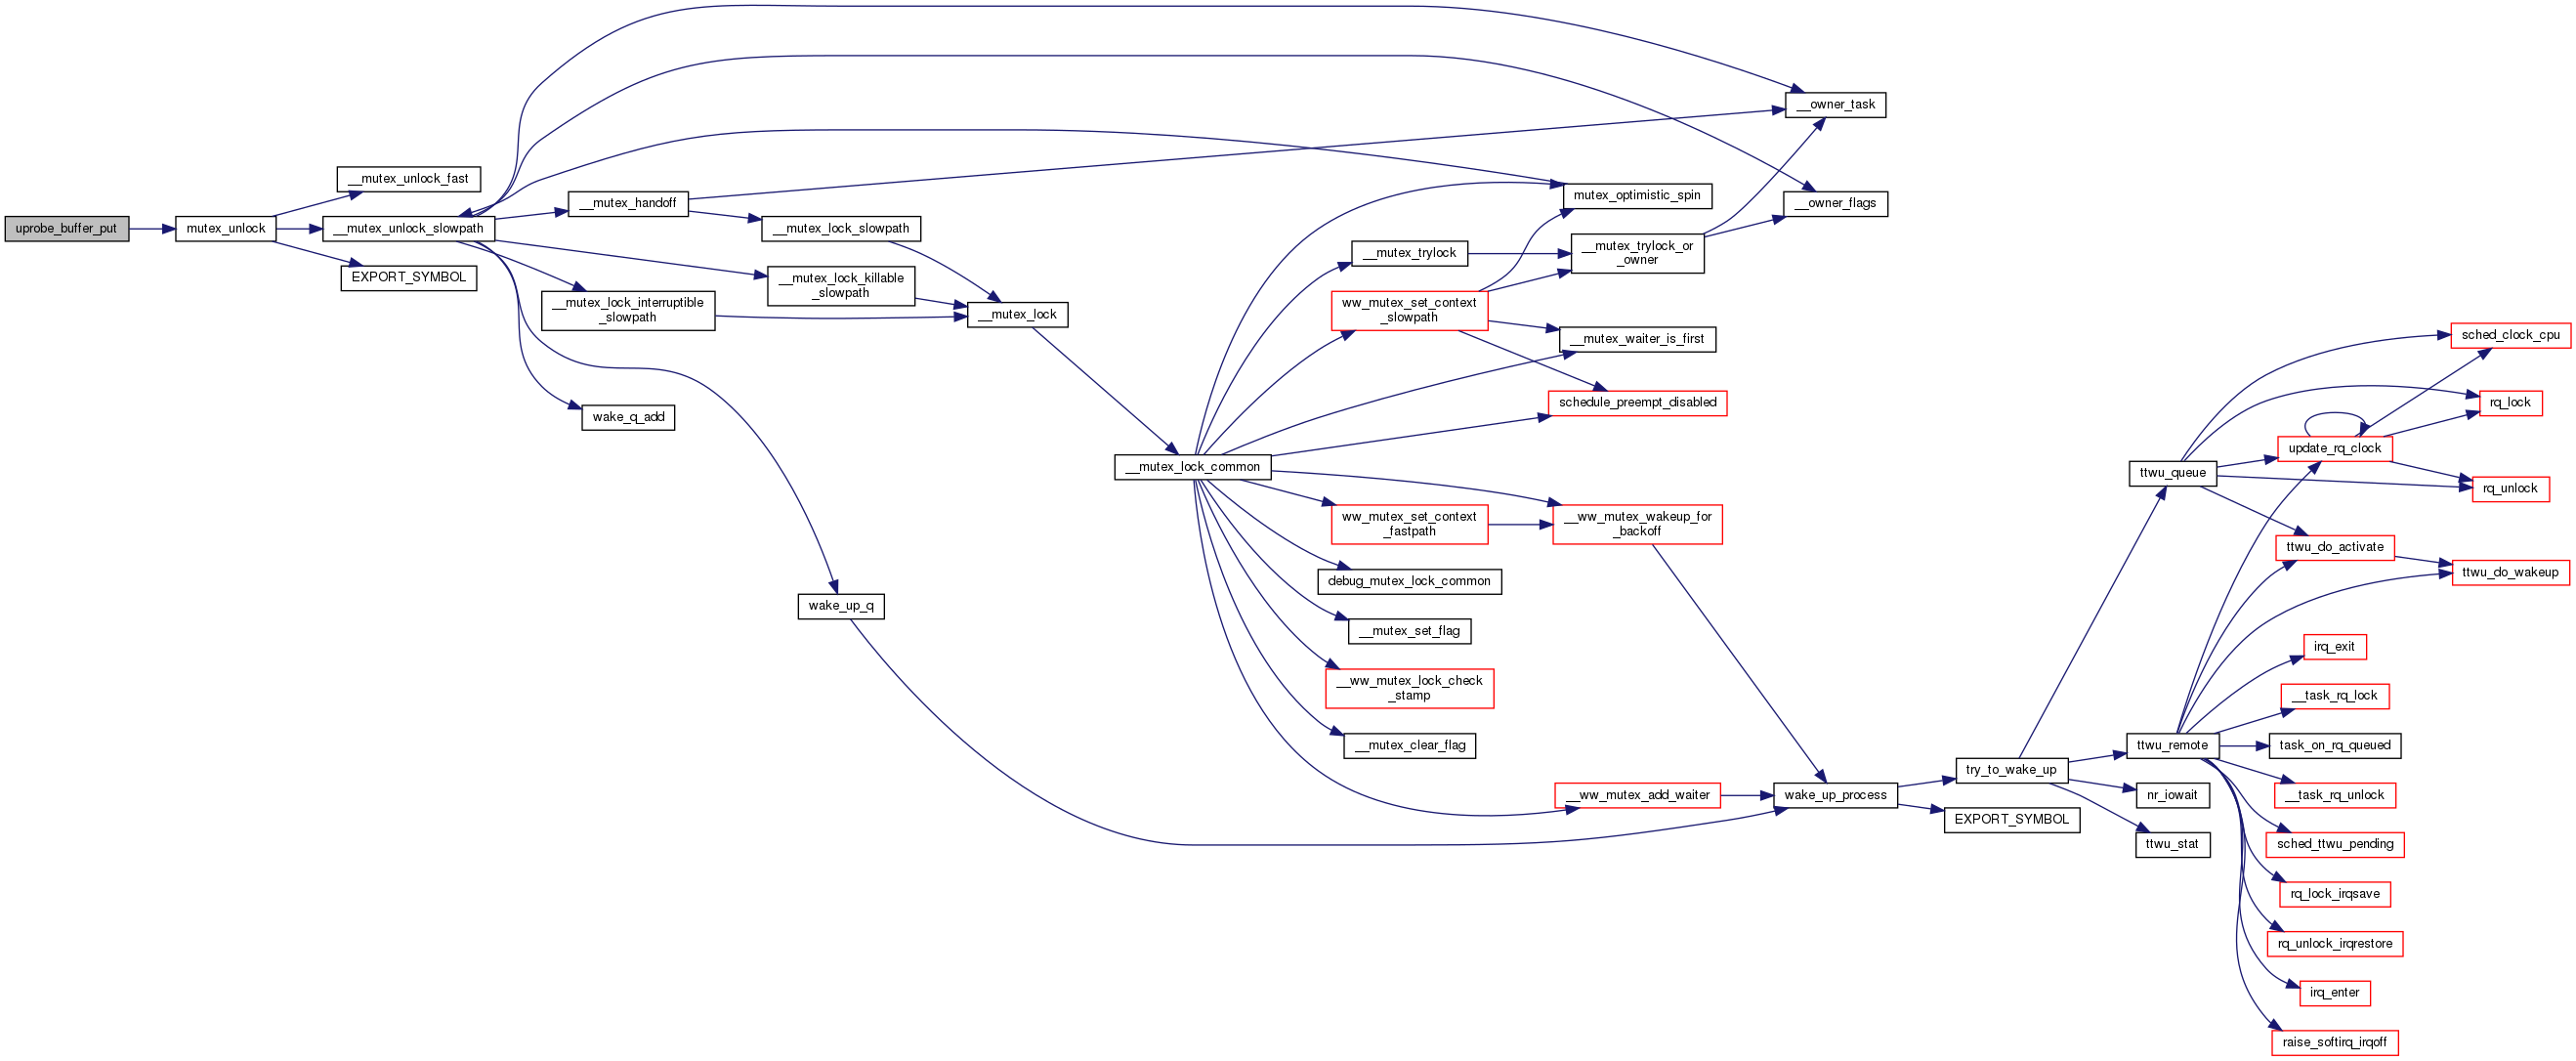 uprobe_buffer_put
mutex_unlock
__mutex_unlock_fast
__mutex_unlock_slowpath
EXPORT_SYMBOL
__mutex_handoff
__mutex_lock_interruptible
_slowpath
wake_q_add
__mutex_lock_slowpath
__mutex_lock_killable
_slowpath
wake_up_q
__mutex_lock
__mutex_lock_common
__mutex_trylock
ww_mutex_set_context
_slowpath
ww_mutex_set_context
_fastpath
debug_mutex_lock_common
__mutex_set_flag
__ww_mutex_lock_check
_stamp
__mutex_clear_flag
mutex_optimistic_spin
__mutex_trylock_or
_owner
__mutex_waiter_is_first
schedule_preempt_disabled
__ww_mutex_wakeup_for
_backoff
__ww_mutex_add_waiter
__owner_task
__owner_flags
wake_up_process
try_to_wake_up
EXPORT_SYMBOL
ttwu_queue
ttwu_remote
nr_iowait
ttwu_stat
update_rq_clock
ttwu_do_activate
irq_exit
__task_rq_lock
task_on_rq_queued
__task_rq_unlock
sched_ttwu_pending
rq_lock_irqsave
rq_unlock_irqrestore
irq_enter
raise_softirq_irqoff
sched_clock_cpu
rq_lock
rq_unlock
ttwu_do_wakeup